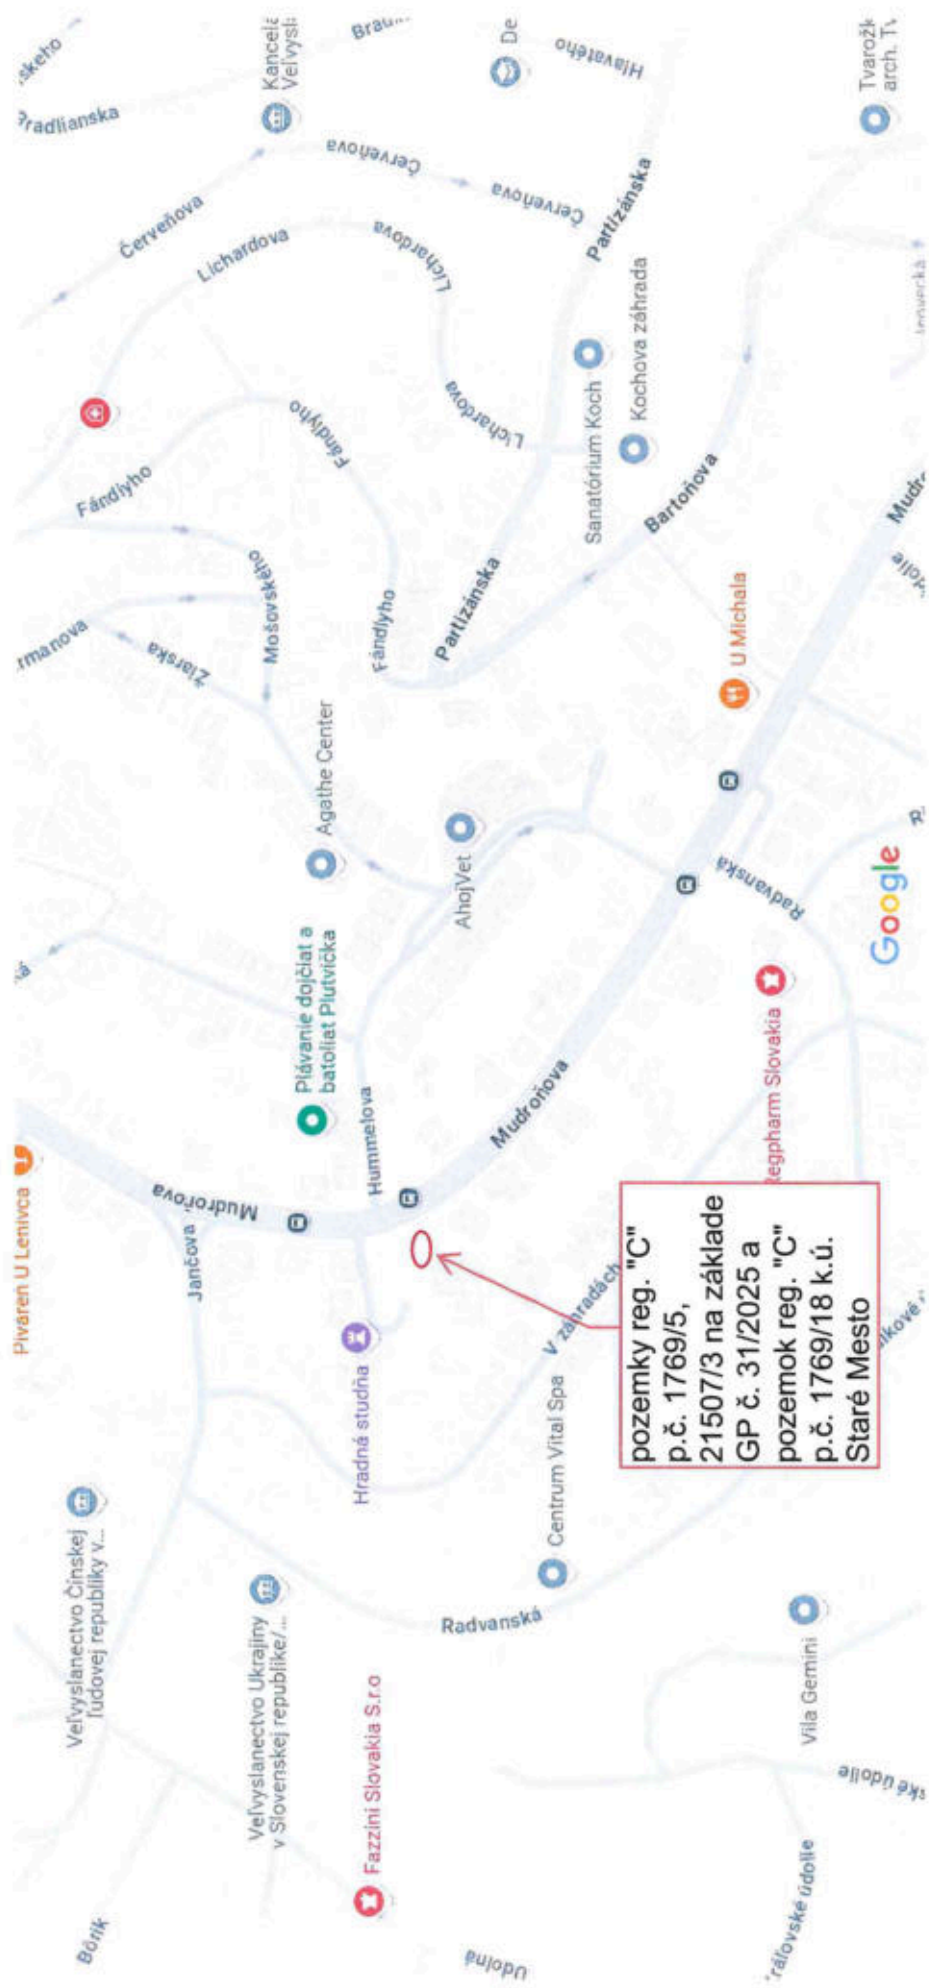 Piváreň U Lenivca
Mudroňova
Jančova
Veľvyslanectvo Čínskej
ľudovej republiky v...
Bôrik
Veľvyslanectvo Ukrajiny
v Slovenskej republike/...
Fazzini Slovakia S.r.o
Údolná
Hradná studňa
Hummelova
Plávanie dojčiat a
batoliat Plutvička
Agathe Center
AhojVet
Žiarska
Mošovského
Fándlyho
Fándlyho
Fándlyho
Lichardova
Lichardova
Lichardova
Červeňova
Červeňova
Červeňova
Partizánska
Partizánska
Hlavatého
Sanatórium Koch
Kochova záhrada
Bartoňova
U Michala
Mudroňova
Radvanská
Radvanská
V záhradách
Centrum Vital Spa
Vila Gemini
Google
pozemky reg. "C"
p.č. 1769/5,
21507/3 na základe
GP č. 31/2025 a
pozemok reg. "C"
p.č. 1769/18 k.ú.
Staré Mesto